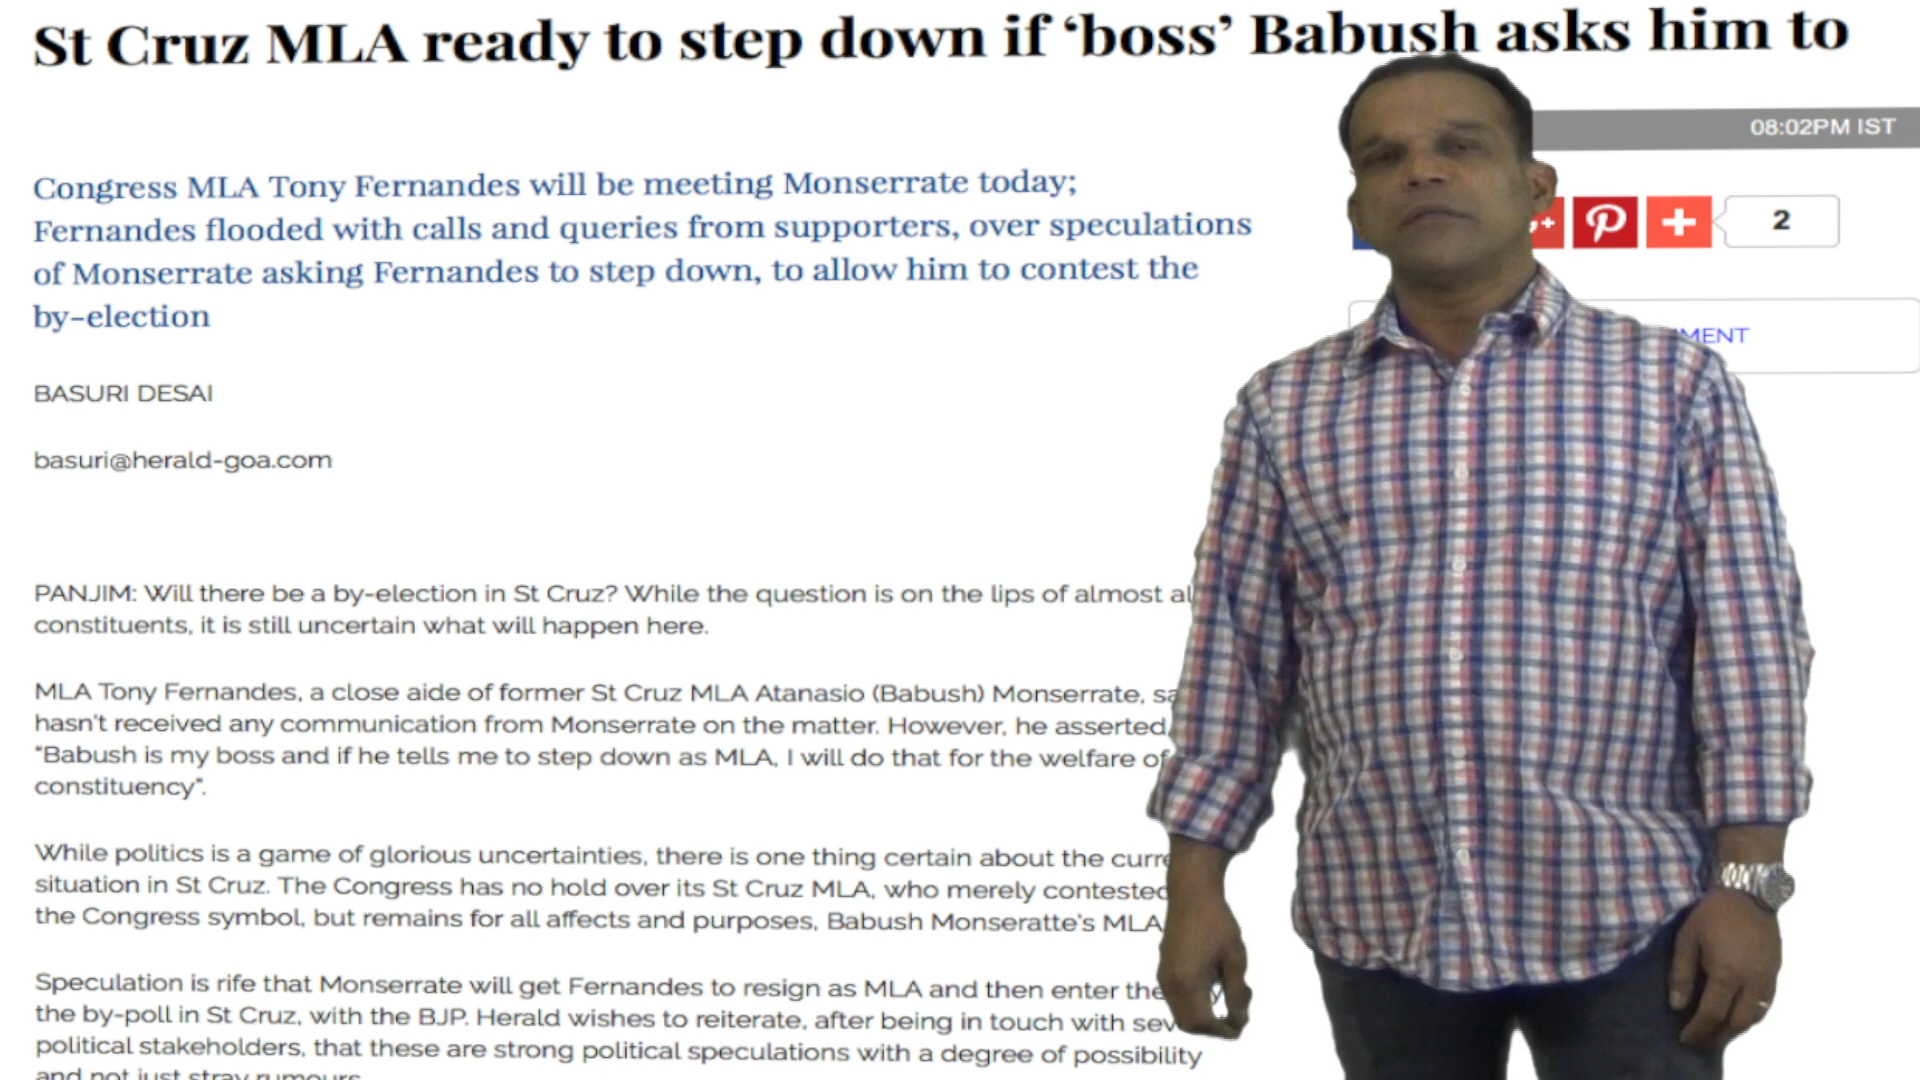 St Cruz MLA ready to step down if ‘boss’ Babush asks him to
08:02PM IST
Congress MLA Tony Fernandes will be meeting Monserrate today;
Fernandes flooded with calls and queries from supporters, over speculations
of Monserrate asking Fernandes to step down, to allow him to contest the
by-election
+
2
BASURI DESAI
basuri@herald-goa.com
PANJIM: Will there be a by-election in St Cruz? While the question is on the lips of almost
constituents, it is still uncertain what will happen here.
MLA Tony Fernandes, a close aide of former St Cruz MLA Atanasio (Babush) Monserrate,
hasn't received any communication from Monserrate on the matter. However, he asserted,
"Babush is my boss and if he tells me to step down as MLA, I will do that for the welfare of
constituency".
While politics is a game of glorious uncertainties, there is one thing certain about the
situation in St Cruz. The Congress has no hold over its St Cruz MLA, who merely contested
the Congress symbol, but remains for all affects and purposes, Babush Monseratte's MLA
Speculation is rife that Monserrate will get Fernandes to resign as MLA and then enter the
the by-poll in St Cruz, with the BJP. Herald wishes to reiterate, after being in touch with
political stakeholders, that these are strong political speculations with a degree of possibility
and not just stray rumours